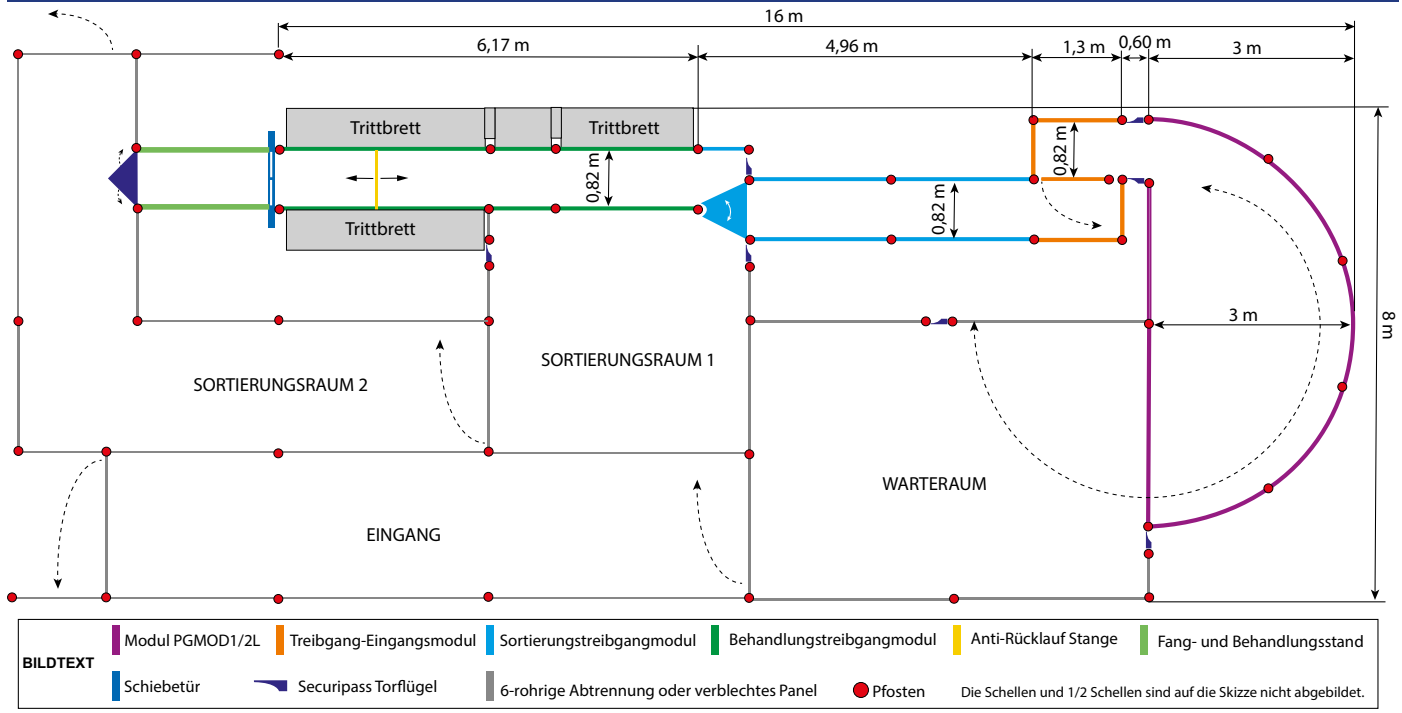 16 m
6,17 m
4,96 m
1,3 m
0,60 m
3 m
Trittbrett
Trittbrett
0,82 m
0,82 m
0,82 m
Trittbrett
3 m
8 m
SORTIERUNGSRAUM 1
SORTIERUNGSRAUM 2
WARTERAUM
EINGANG
BILDTEXT
Modul PGMOD1/2L
Treibgang-Eingangsmodul
Sortierungstreibgangmodul
Behandlungstreibgangmodul
Anti-Rücklauf Stange
Fang- und Behandlungsstand
Schiebetür
Securipass Torflügel
6-rohrige Abtrennung oder verblechtes Panel
Pfosten
Die Schellen und 1/2 Schellen sind auf die Skizze nicht abgebildet.